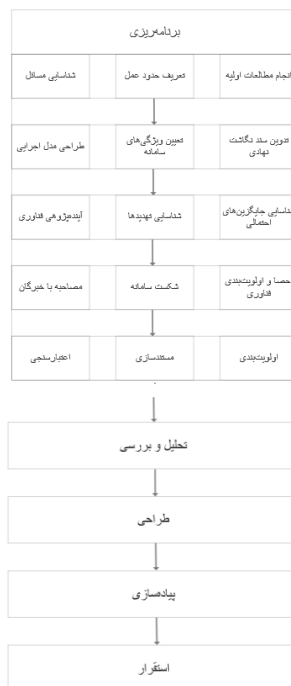 برنامه‌ریزی
انجام مطالعات اولیه
تعریف حدود عمل
شناسایی مسائل
تدوین سند نگاشت
نهادی
تعیین ویژگی‌های
سامانه
طراحی مدل اجرایی
شناسایی جایگزین‌های
احتمالی
شناسایی تهدیدها
آینده‌پژوهی فناوری
حصا و اولویت‌بندی
فناوری
شکست سامانه
مصاحبه با خبرگان
اولویت‌بندی
مستندسازی
اعتبارسنجی
تحلیل و بررسی
طراحی
پیاده‌سازی
استقرار